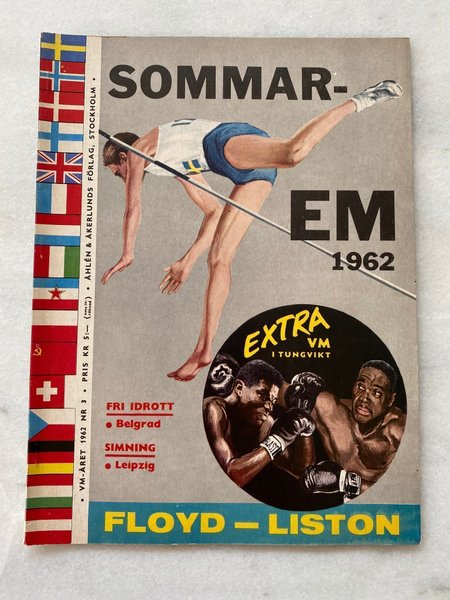 SOMMAR-
EM
1962
EXTRA
VM
I TUNGVIKT
FRI IDROTT
• Belgrad
SIMNING
• Leipzig
FLOYD – LISTON
• VM-ÅRET 1962 NR 3 • PRIS KR 5:— • ÅHLÉN & ÅKERLUNDS FÖRLAG, STOCKHOLM •